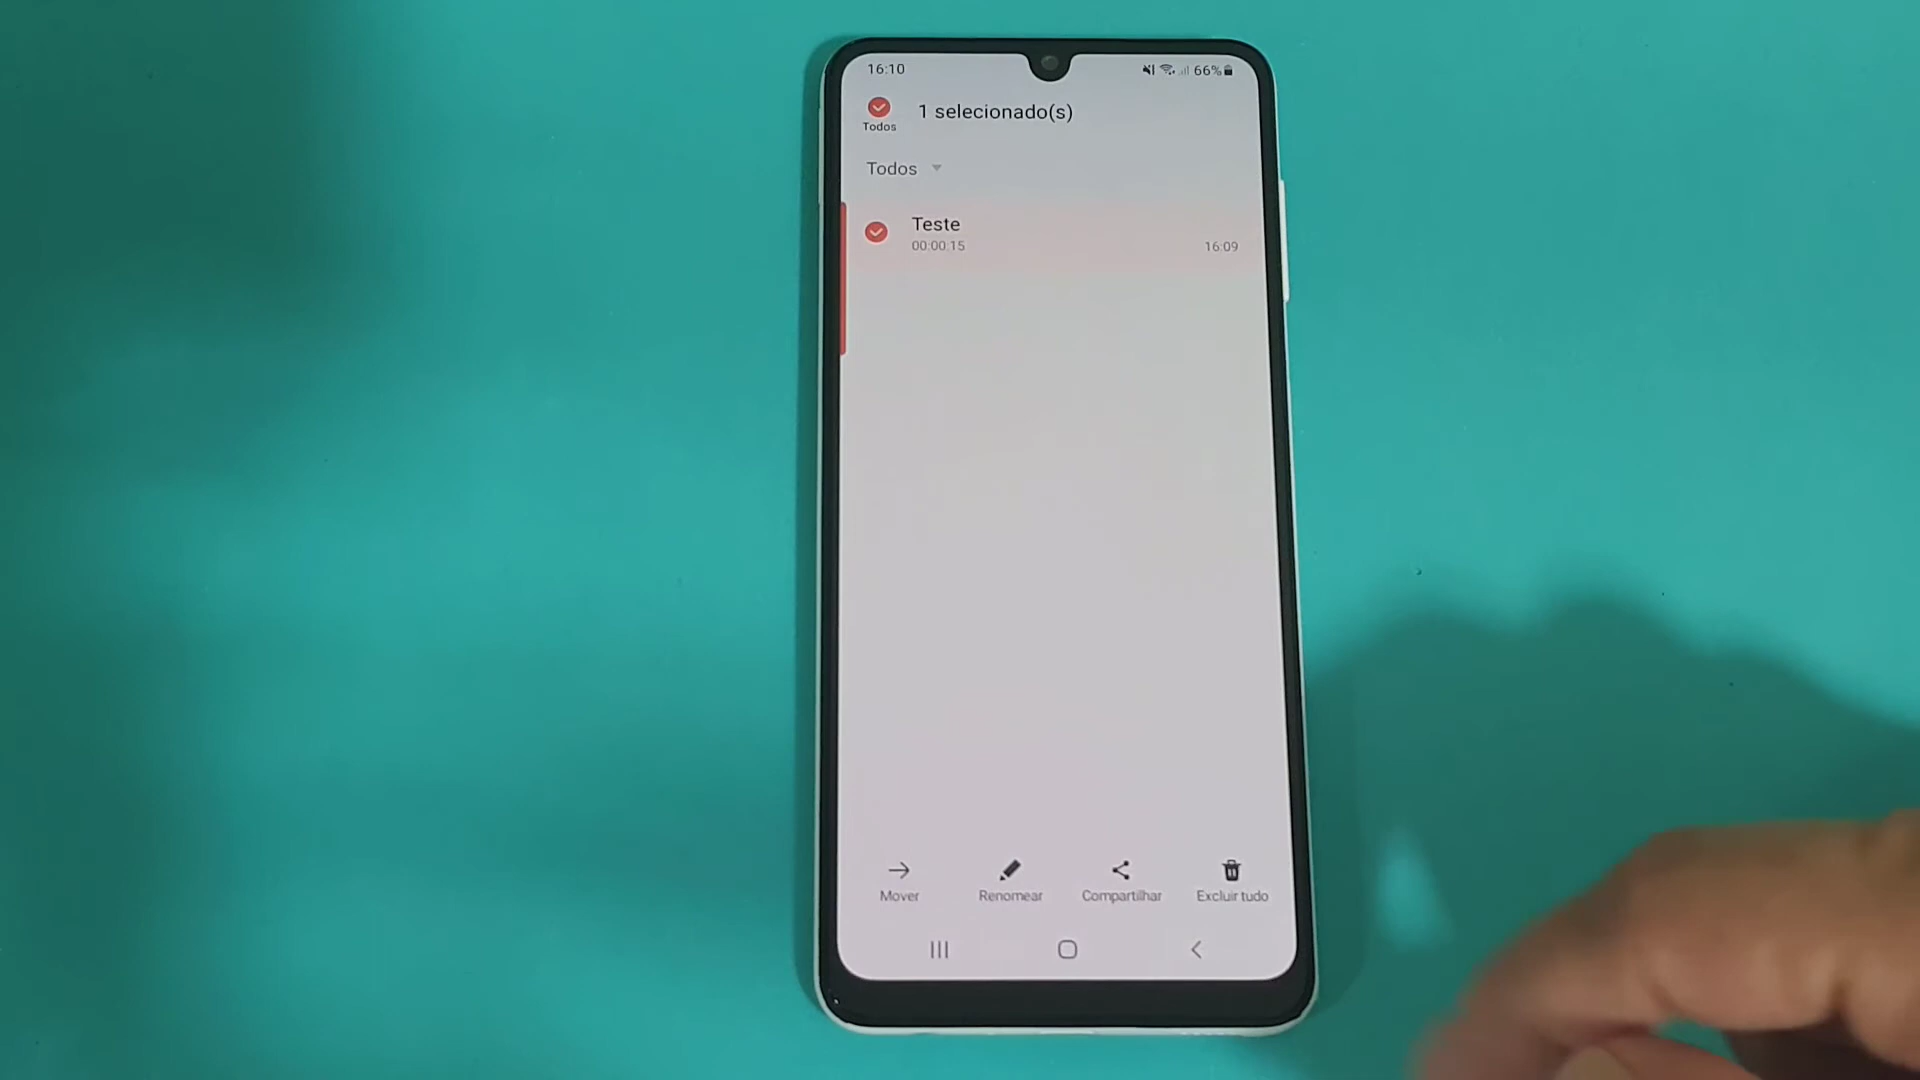 16:10
66%
Todos
1 selecionado(s)
Todos
Teste
00:00:15
16:09
Mover
Renomear
Compartilhar
Excluir tudo